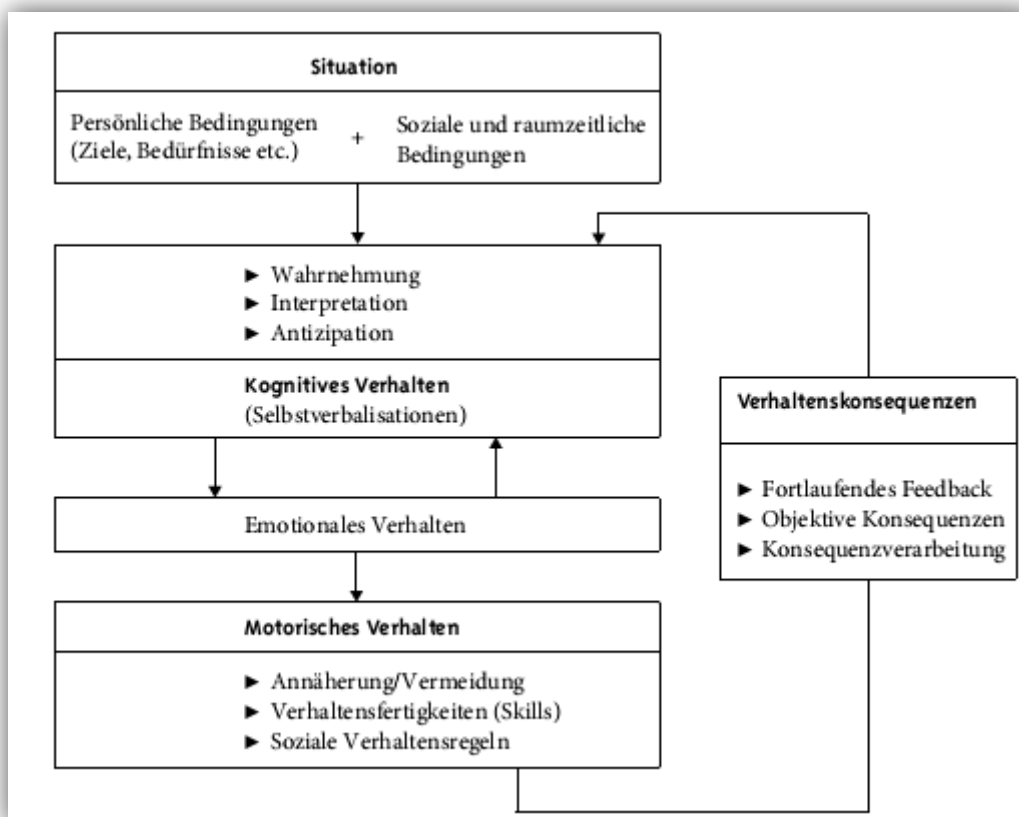 Situation
Persönliche Bedingungen
(Ziele, Bedürfnisse etc.)
+
Soziale und raumzeitliche
Bedingungen
► Wahrnehmung
► Interpretation
► Antizipation
Kognitives Verhalten
(Selbstverbalisationen)
Emotionales Verhalten
Motorisches Verhalten
► Annäherung/Vermeidung
► Verhaltensfertigkeiten (Skills)
► Soziale Verhaltensregeln
Verhaltenskonsequenzen
► Fortlaufendes Feedback
► Objektive Konsequenzen
► Konsequenzverarbeitung